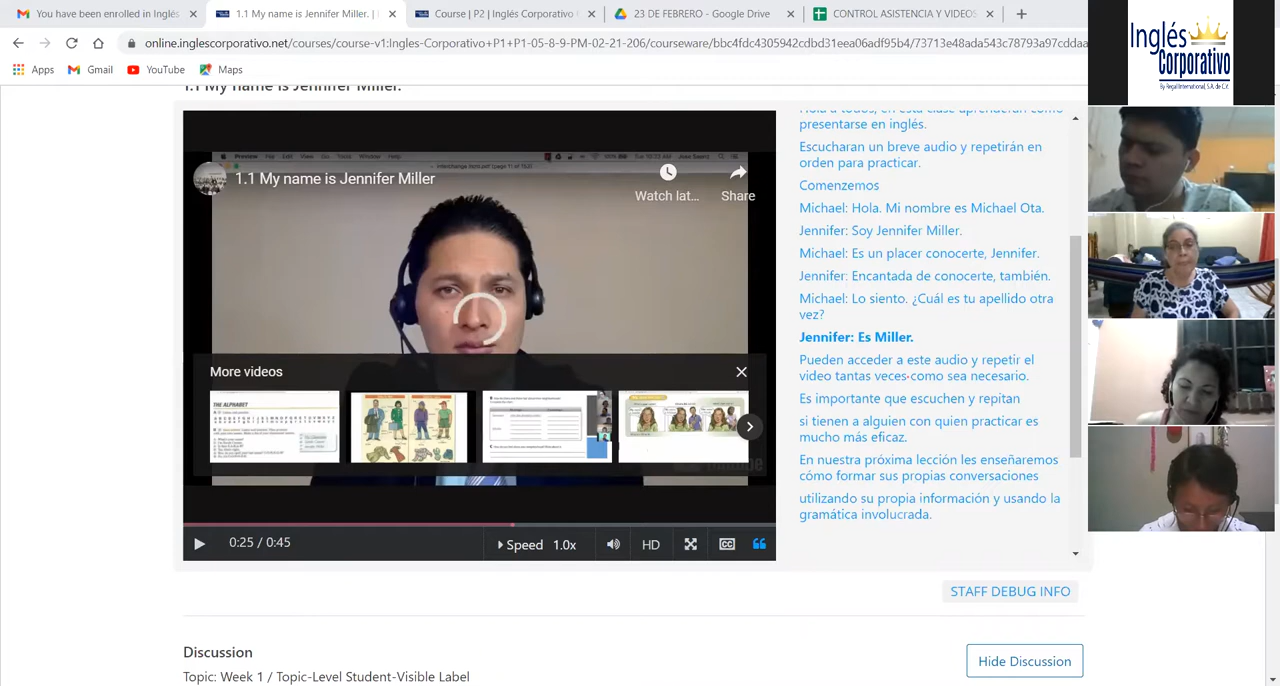 You have been enrolled in Inglés
1.1 My name is Jennifer Miller. |
Course | P2 | Inglés Corporativo
23 DE FEBRERO - Google Drive
CONTROL ASISTENCIA Y VIDEOS
online.inglescorporativo.net/courses/course-v1:Ingles-Corporativo+P1+P1-05-8-9-PM-02-21-206/courseware/bbc4fdc4305942cdbd31eea06adf95b4/73713e48ada543c78793a97cddaa
Apps
Gmail
YouTube
Maps
1.1 My name is Jennifer Miller.
1.1 My name is Jennifer Miller
Watch lat...
Share
More videos
THE ALPHABET
0:25 / 0:45
Speed 1.0x
HD
CC
Hola a todos, en esta clase aprenderán cómo
presentarse en inglés.
Escucharan un breve audio y repetirán en
orden para practicar.
Comenzemos
Michael: Hola. Mi nombre es Michael Ota.
Jennifer: Soy Jennifer Miller.
Michael: Es un placer conocerte, Jennifer.
Jennifer: Encantada de conocerte, también.
Michael: Lo siento. ¿Cuál es tu apellido otra
vez?
Jennifer: Es Miller.
Pueden acceder a este audio y repetir el
video tantas veces como sea necesario.
Es importante que escuchen y repitan
si tienen a alguien con quien practicar es
mucho más eficaz.
En nuestra próxima lección les enseñaremos
cómo formar sus propias conversaciones
utilizando su propia información y usando la
gramática involucrada.
STAFF DEBUG INFO
Discussion
Topic: Week 1 / Topic-Level Student-Visible Label
Hide Discussion
Inglés
Corporativo
By Regal International, S.A. de C.V.